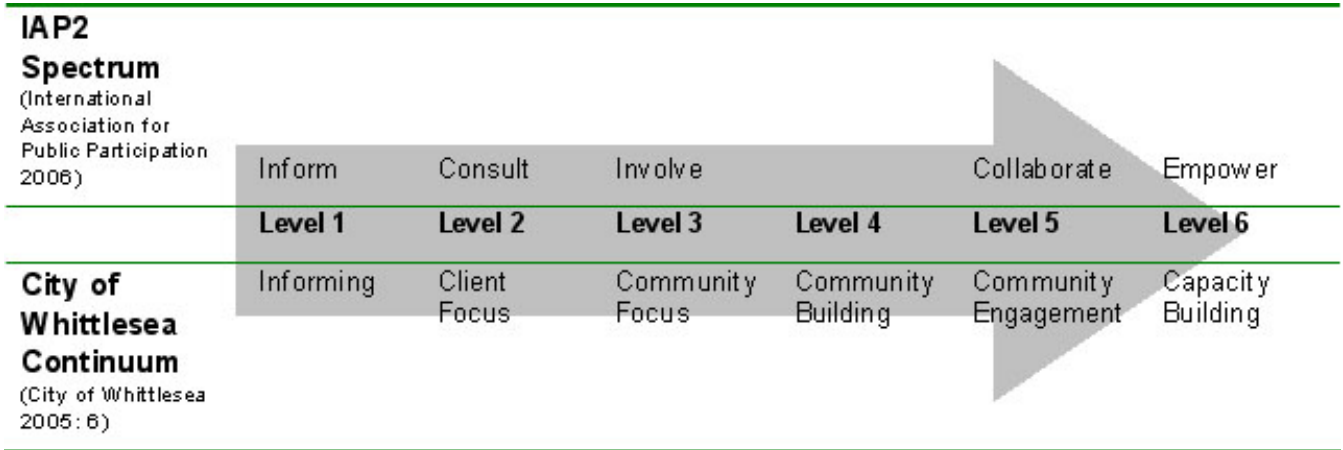 IAP2
Spectrum
(International
Association for
Public Participation
2006)
Inform Consult Involve Collaborate Empower
Level 1 Level 2 Level 3 Level 4 Level 5 Level 6
City of
Whittlesea
Continuum
(City of Whittlesea
2005: 6)
Informing Client Community Community Community Capacity
Focus Focus Building Engagement Building